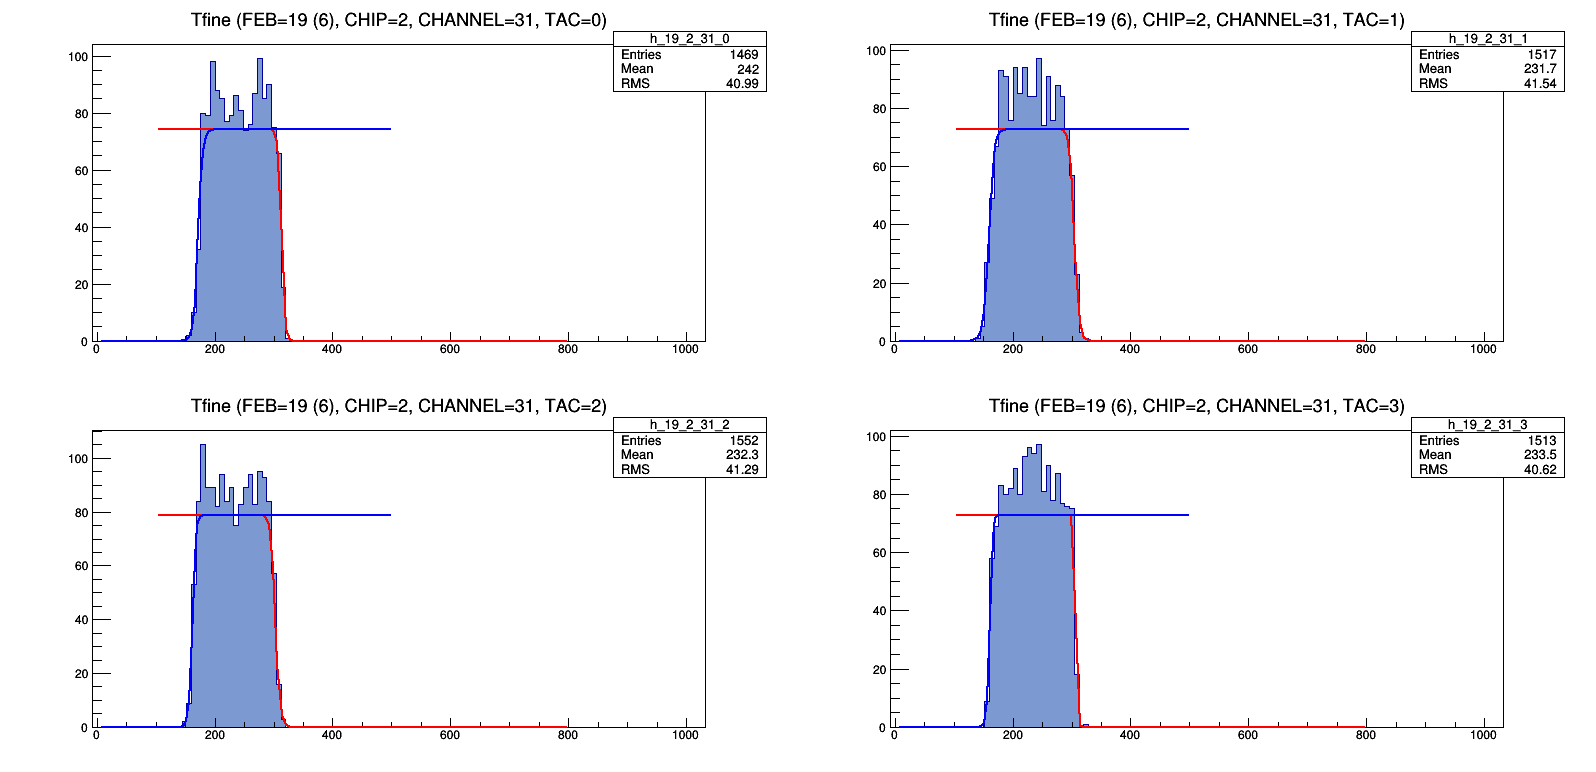 Tfine (FEB=19 (6), CHIP=2, CHANNEL=31, TAC=0)
h_19_2_31_0
Entries 1469
Mean 242
RMS 40.99
100
80
60
40
20
0
0 200 400 600 800 1000
Tfine (FEB=19 (6), CHIP=2, CHANNEL=31, TAC=1)
h_19_2_31_1
Entries 1517
Mean 231.7
RMS 41.54
100
80
60
40
20
0
0 200 400 600 800 1000
Tfine (FEB=19 (6), CHIP=2, CHANNEL=31, TAC=2)
h_19_2_31_2
Entries 1552
Mean 232.3
RMS 41.29
100
80
60
40
20
0
0 200 400 600 800 1000
Tfine (FEB=19 (6), CHIP=2, CHANNEL=31, TAC=3)
h_19_2_31_3
Entries 1513
Mean 233.5
RMS 40.62
100
80
60
40
20
0
0 200 400 600 800 1000